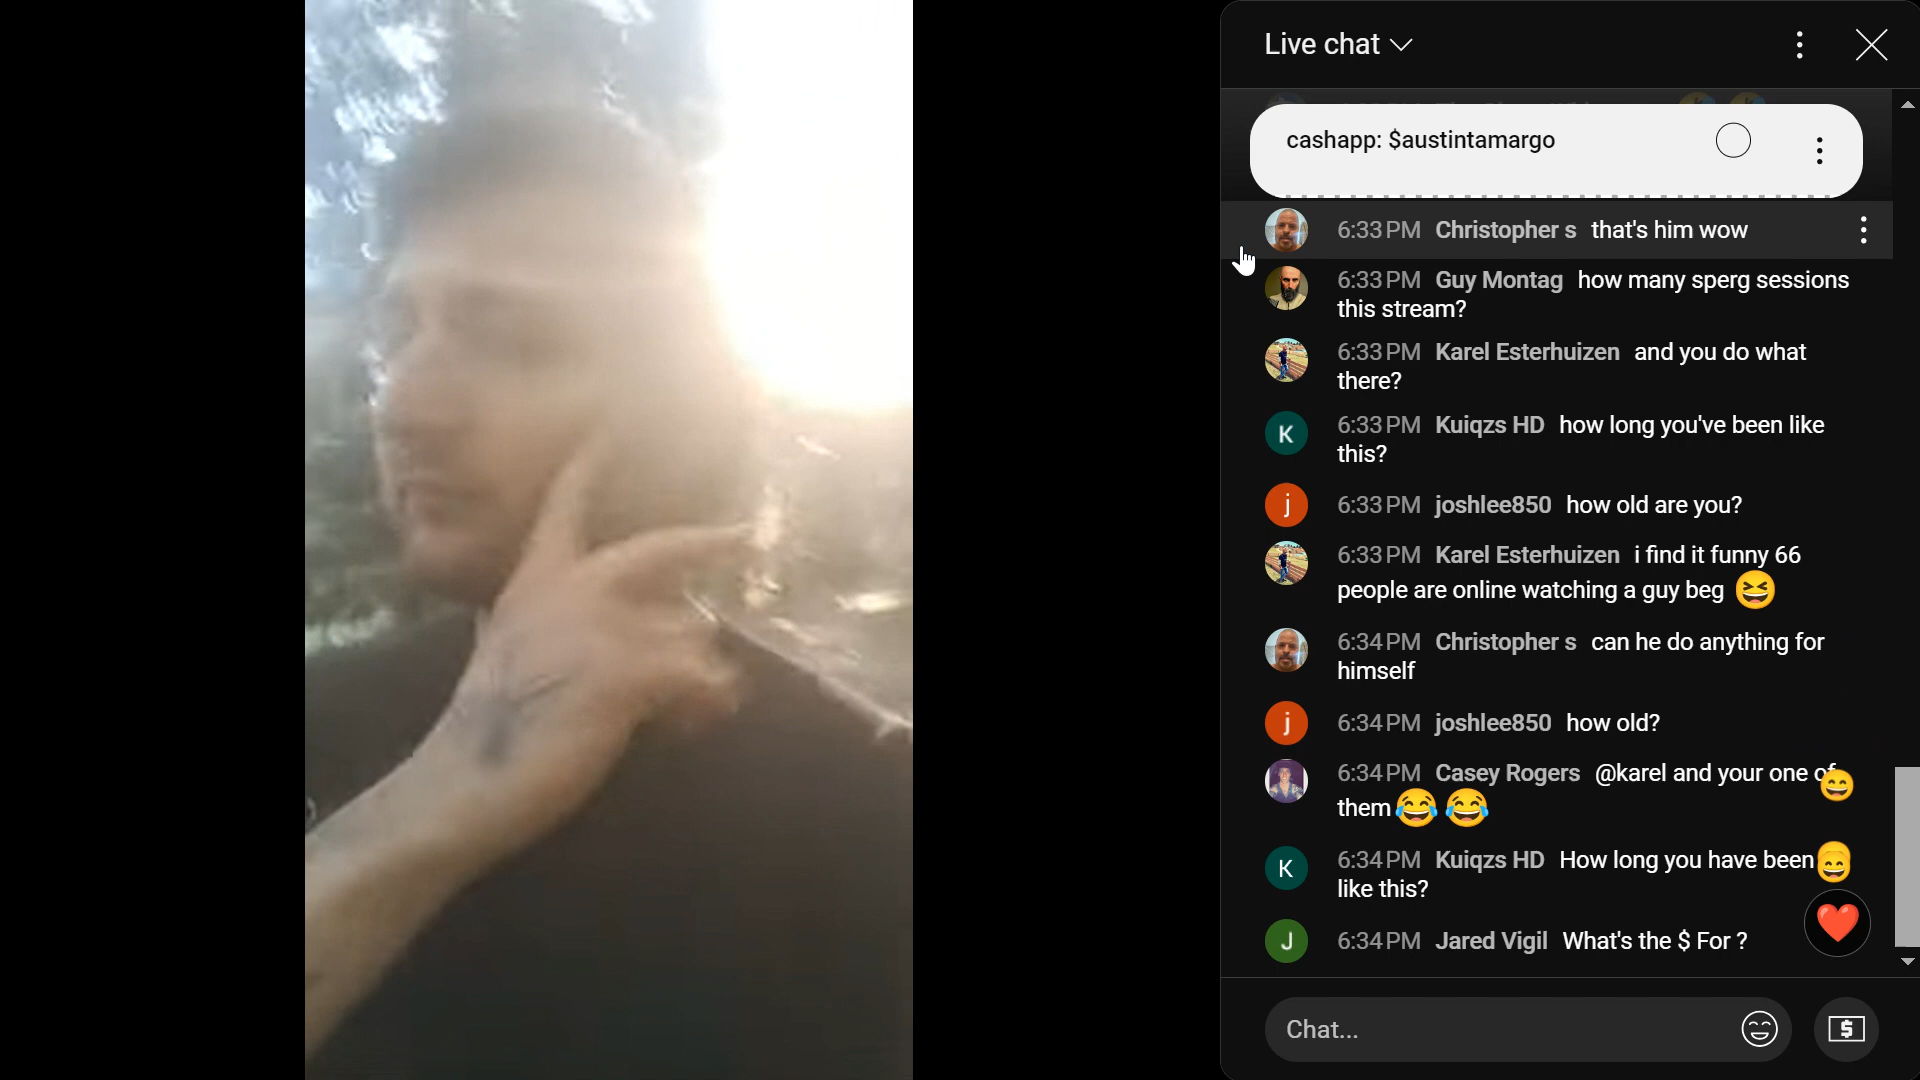 Live chat
cashapp: $austintamargo
6:33 PM Christopher s that's him wow
6:33 PM Guy Montag how many sperg sessions
this stream?
6:33 PM Karel Esterhuizen and you do what
there?
K 6:33 PM Kuiqzs HD how long you've been like
this?
j 6:33 PM joshlee850 how old are you?
6:33 PM Karel Esterhuizen i find it funny 66
people are online watching a guy beg 😆
6:34 PM Christopher s can he do anything for
himself
j 6:34 PM joshlee850 how old?
6:34 PM Casey Rogers @karel and your one of
them 😂 😂
K 6:34 PM Kuiqzs HD How long you have been
like this?
J 6:34 PM Jared Vigil What's the $ For ?
Chat...